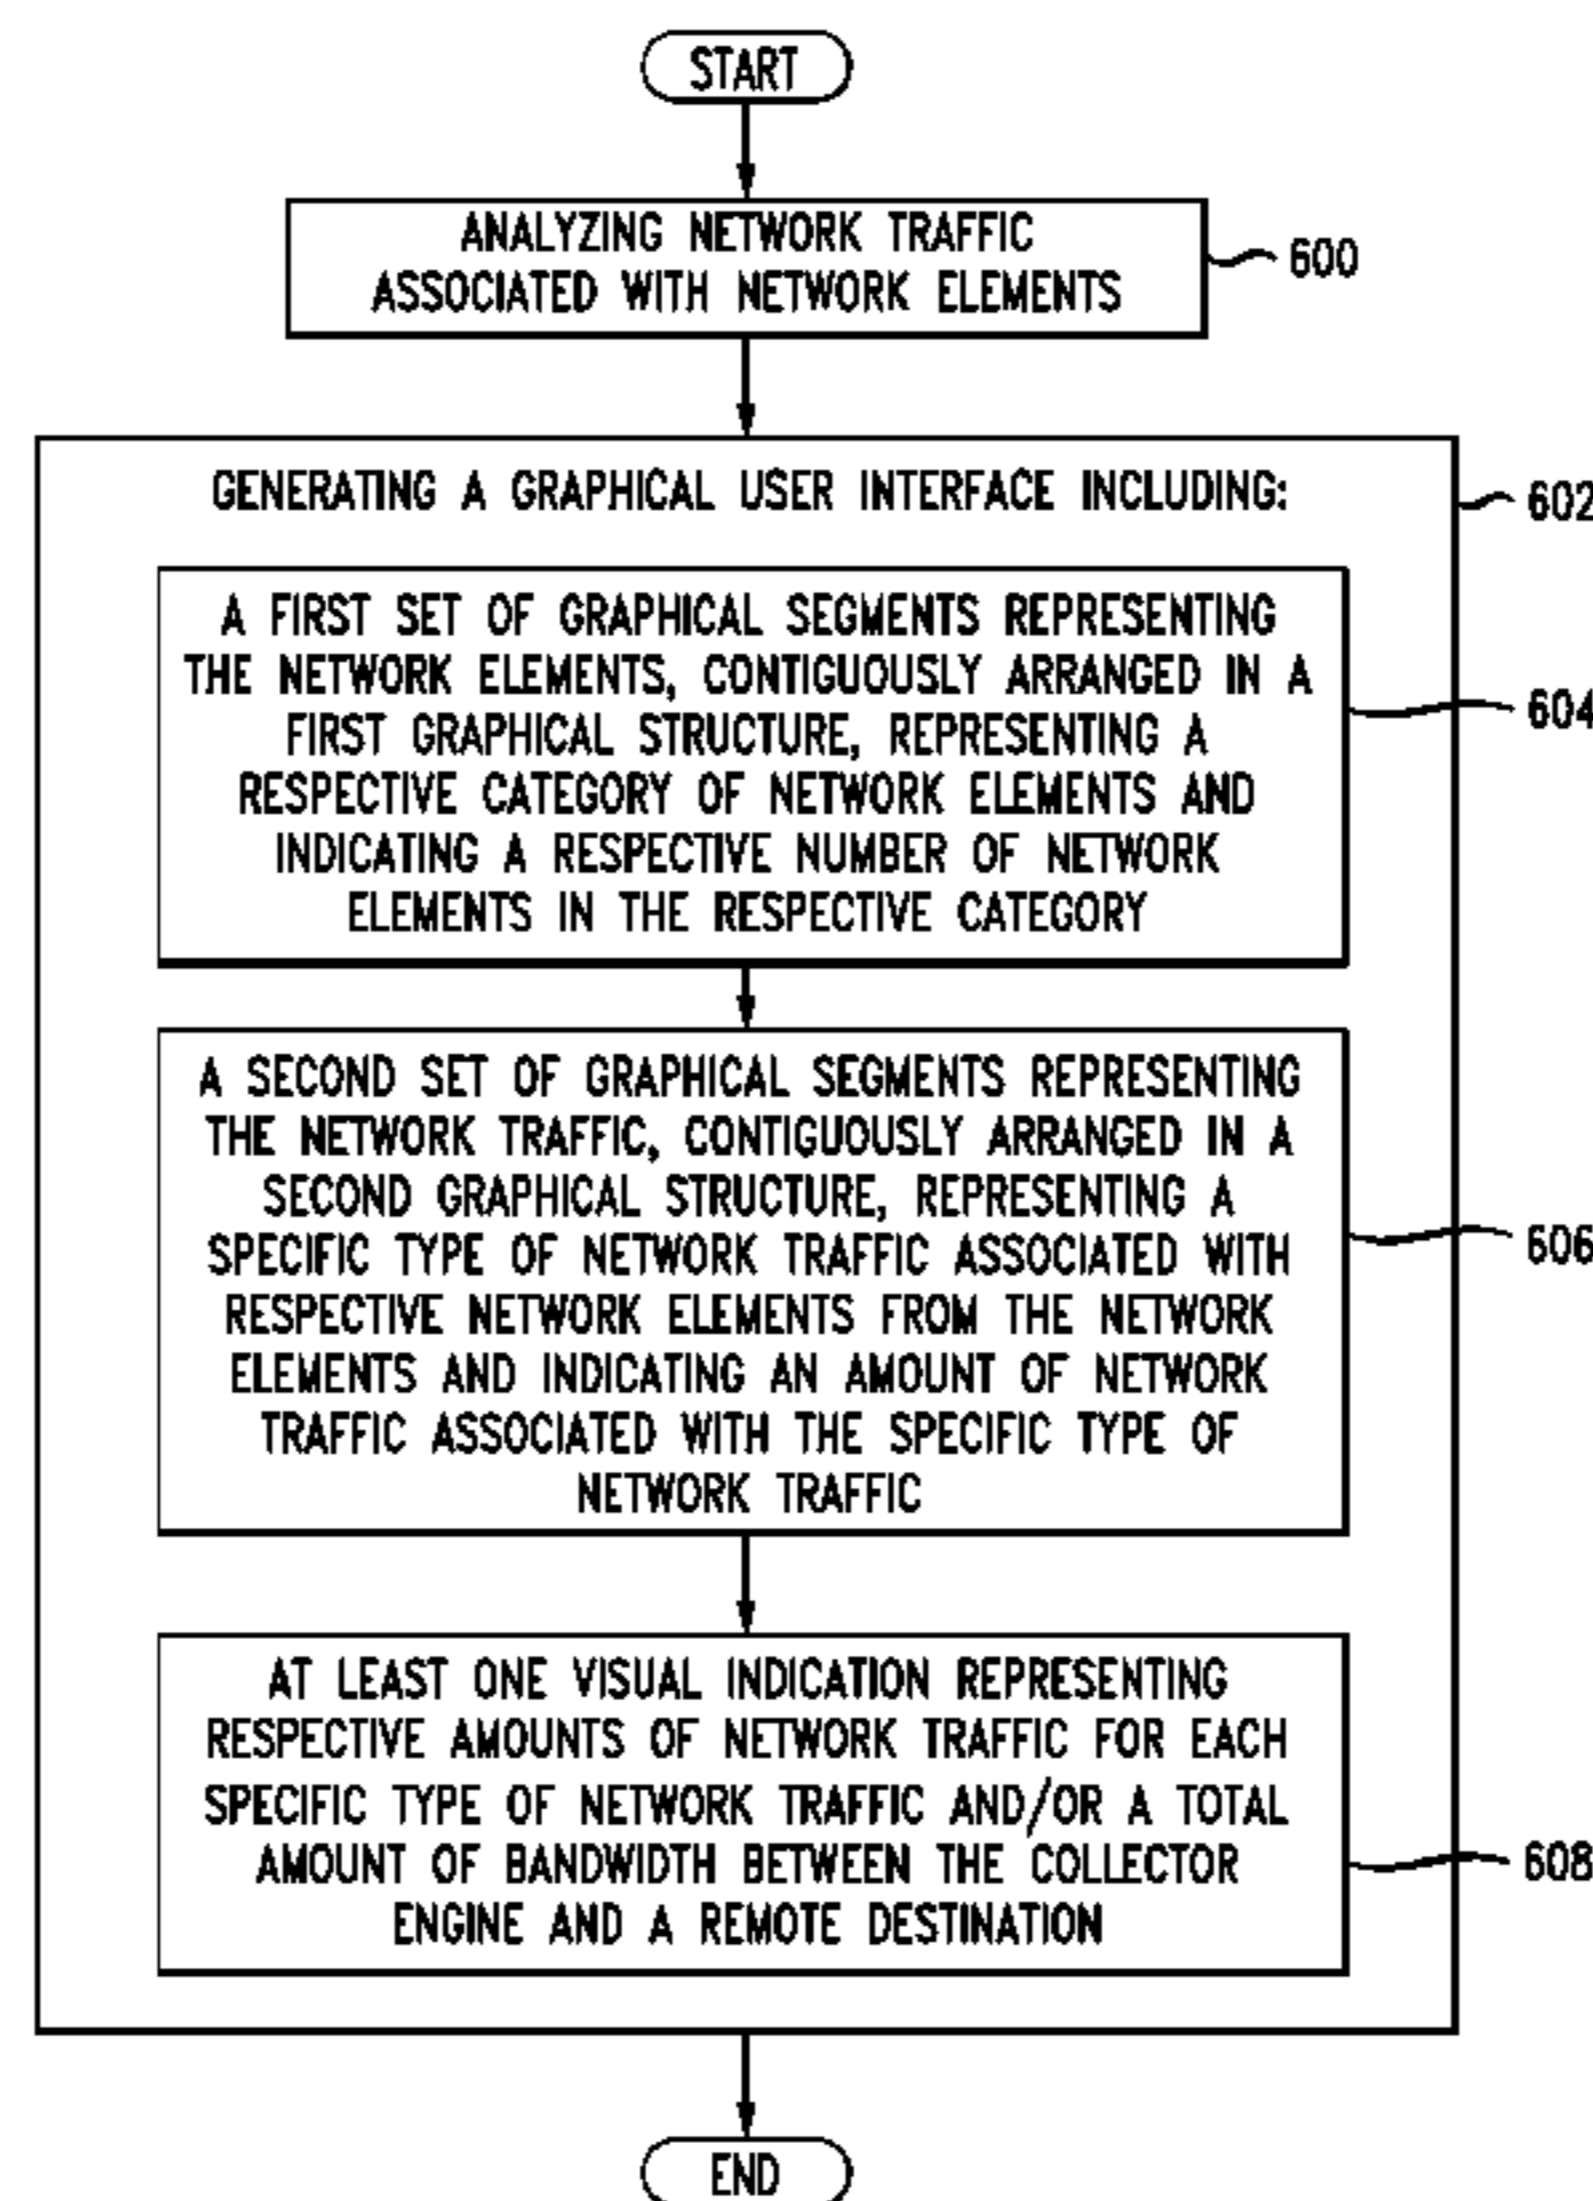 START
ANALYZING NETWORK TRAFFIC
ASSOCIATED WITH NETWORK ELEMENTS
600
GENERATING A GRAPHICAL USER INTERFACE INCLUDING:
602
A FIRST SET OF GRAPHICAL SEGMENTS REPRESENTING
THE NETWORK ELEMENTS, CONTIGUOUSLY ARRANGED IN A
FIRST GRAPHICAL STRUCTURE, REPRESENTING A
RESPECTIVE CATEGORY OF NETWORK ELEMENTS AND
INDICATING A RESPECTIVE NUMBER OF NETWORK
ELEMENTS IN THE RESPECTIVE CATEGORY
604
A SECOND SET OF GRAPHICAL SEGMENTS REPRESENTING
THE NETWORK TRAFFIC, CONTIGUOUSLY ARRANGED IN A
SECOND GRAPHICAL STRUCTURE, REPRESENTING A
SPECIFIC TYPE OF NETWORK TRAFFIC ASSOCIATED WITH
RESPECTIVE NETWORK ELEMENTS FROM THE NETWORK
ELEMENTS AND INDICATING AN AMOUNT OF NETWORK
TRAFFIC ASSOCIATED WITH THE SPECIFIC TYPE OF
NETWORK TRAFFIC
606
AT LEAST ONE VISUAL INDICATION REPRESENTING
RESPECTIVE AMOUNTS OF NETWORK TRAFFIC FOR EACH
SPECIFIC TYPE OF NETWORK TRAFFIC AND/OR A TOTAL
AMOUNT OF BANDWIDTH BETWEEN THE COLLECTOR
ENGINE AND A REMOTE DESTINATION
608
END